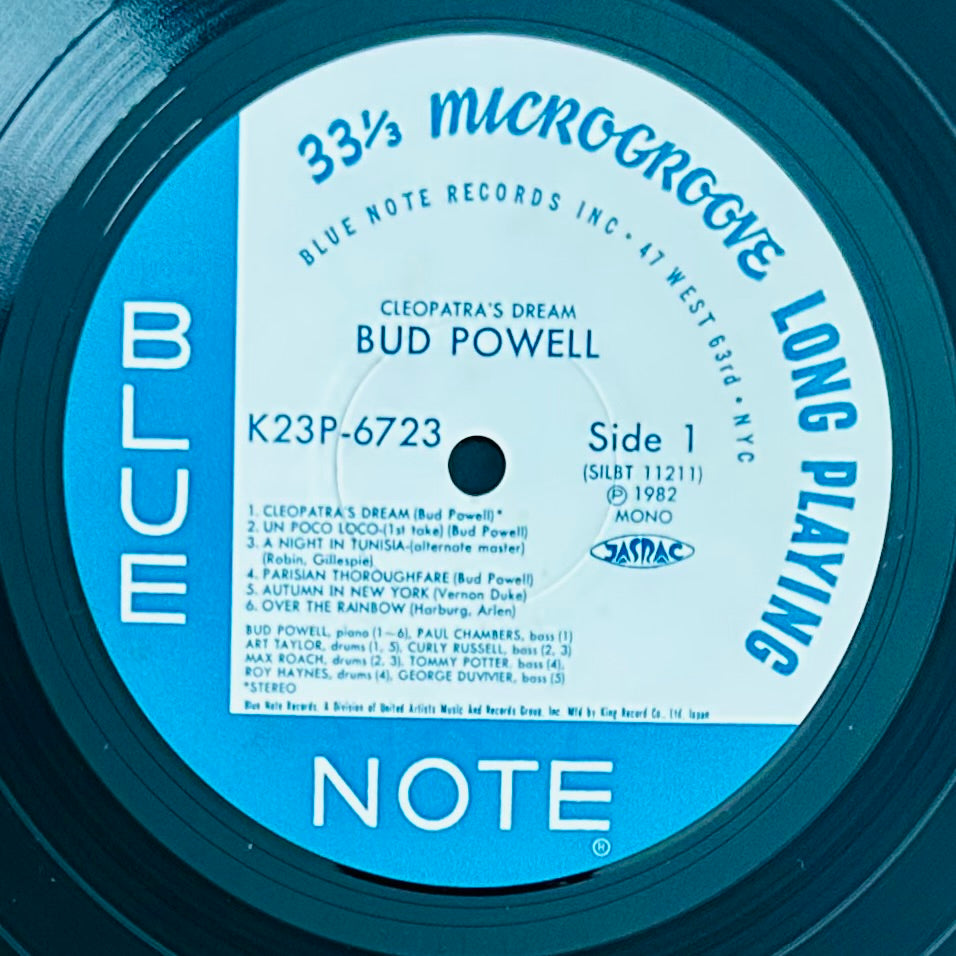 33⅓ MICROGROOVE LONG PLAYING
BLUE NOTE RECORDS INC • 47 WEST 63rd • NYC
CLEOPATRA'S DREAM
BUD POWELL
K23P-6723
Side 1
(SILBT 11211)
Ⓟ 1982
MONO
JASRAC
1. CLEOPATRA'S DREAM (Bud Powell)*
2. UN POCO LOCO-(1st take) (Bud Powell)
3. A NIGHT IN TUNISIA-(alternate master)
(Robin, Gillespie)
4. PARISIAN THOROUGHFARE (Bud Powell)
5. AUTUMN IN NEW YORK (Vernon Duke)
6. OVER THE RAINBOW (Harburg, Arlen)
BUD POWELL, piano (1~6), PAUL CHAMBERS, bass (1)
ART TAYLOR, drums (1, 5), CURLY RUSSELL, bass (2, 3)
MAX ROACH, drums (2, 3), TOMMY POTTER, bass (4),
ROY HAYNES, drums (4), GEORGE DUVIVIER, bass (5)
*STEREO
Blue Note Records, A Division of United Artists Music And Records Group, Inc. Mfd by King Record Co., Ltd. Japan
BLUE
NOTE